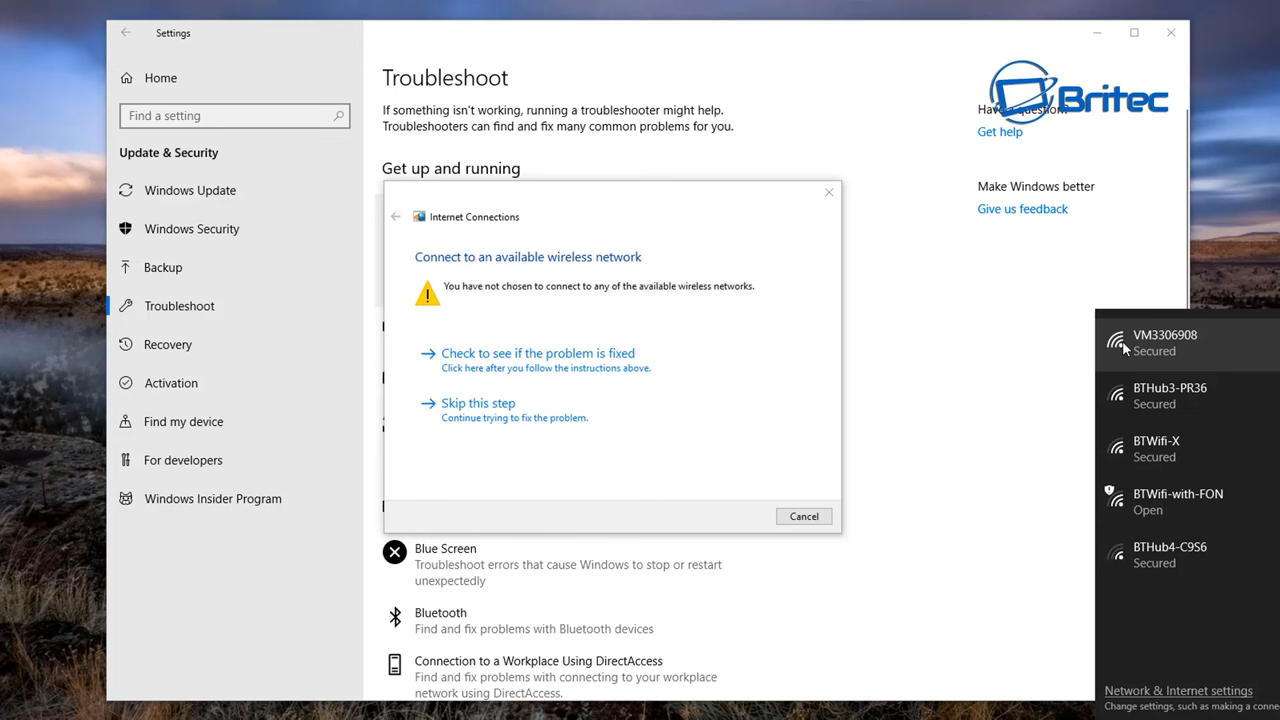 Settings
Home
Find a setting
Update & Security
Windows Update
Windows Security
Backup
Troubleshoot
Recovery
Activation
Find my device
For developers
Windows Insider Program
Troubleshoot
If something isn't working, running a troubleshooter might help.
Troubleshooters can find and fix many common problems for you.
Get up and running
Internet Connections
Connect to an available wireless network
You have not chosen to connect to any of the available wireless networks.
Check to see if the problem is fixed
Click here after you follow the instructions above.
Skip this step
Continue trying to fix the problem.
Cancel
Blue Screen
Troubleshoot errors that cause Windows to stop or restart
unexpectedly
Bluetooth
Find and fix problems with Bluetooth devices
Connection to a Workplace Using DirectAccess
Find and fix problems with connecting to your workplace
network using DirectAccess.
Britec
Have a question?
Get help
Make Windows better
Give us feedback
VM3306908
Secured
BTHub3-PR36
Secured
BTWifi-X
Secured
BTWifi-with-FON
Open
BTHub4-C9S6
Secured
Network & Internet settings
Change settings, such as making a conne